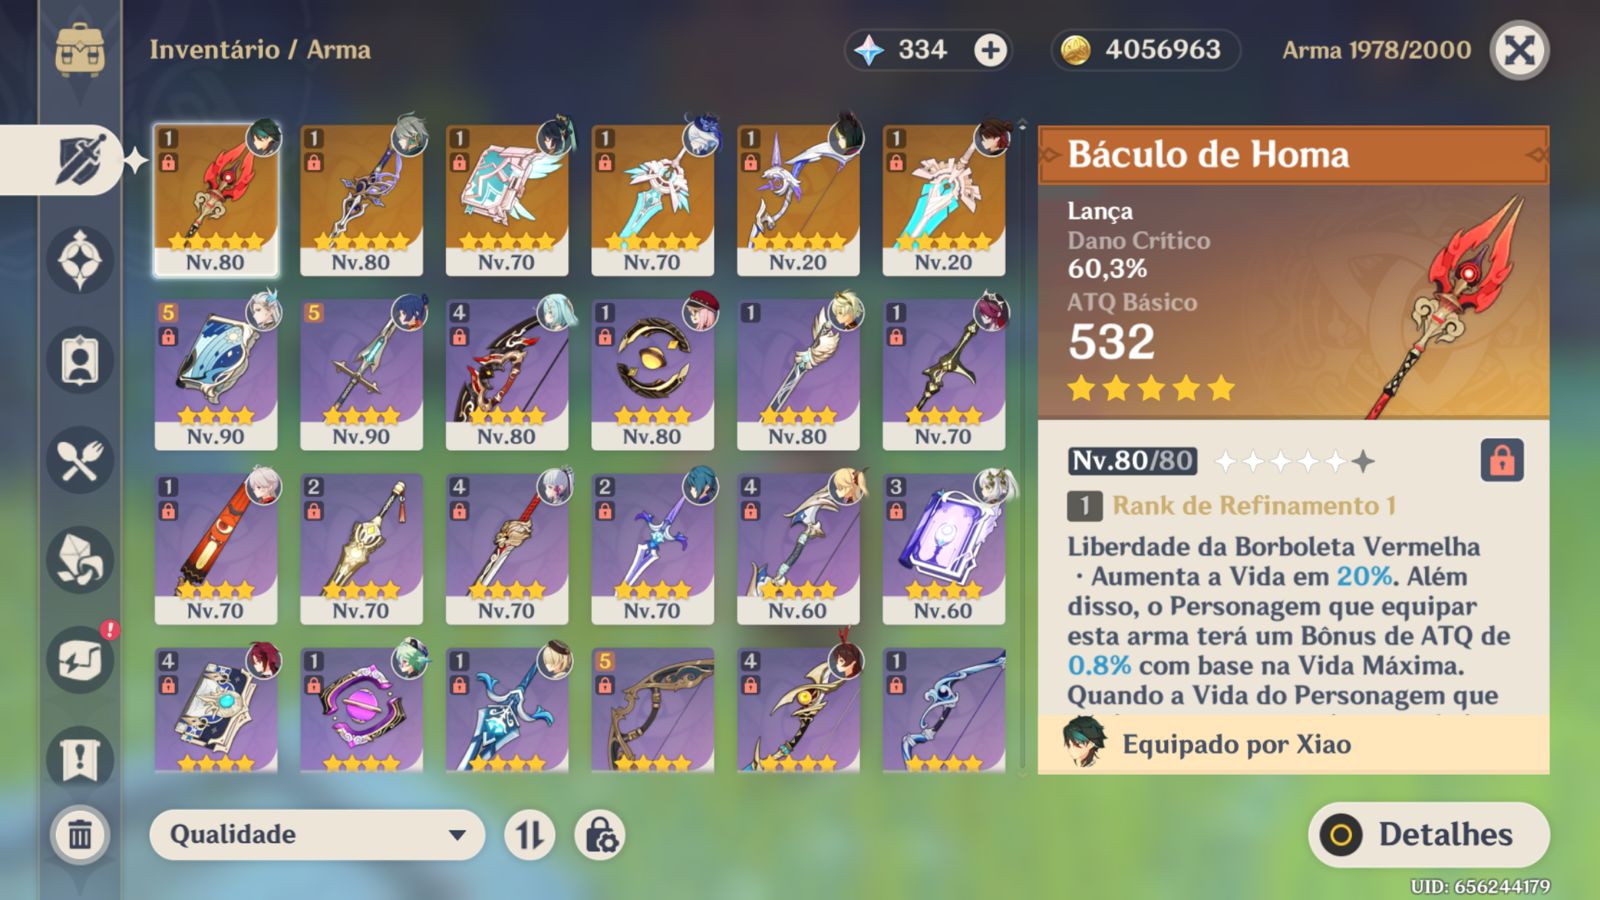 Inventário / Arma
334
4056963
Arma 1978/2000
1
1
1
1
1
1
Nv.80
Nv.80
Nv.70
Nv.70
Nv.20
Nv.20
5
5
4
1
1
1
Nv.90
Nv.90
Nv.80
Nv.80
Nv.80
Nv.70
1
2
4
2
4
3
Nv.70
Nv.70
Nv.70
Nv.70
Nv.60
Nv.60
4
1
1
5
4
1
Báculo de Homa
Lança
Dano Crítico
60,3%
ATQ Básico
532
Nv.80/80
1 Rank de Refinamento 1
Liberdade da Borboleta Vermelha
· Aumenta a Vida em 20%. Além
disso, o Personagem que equipar
esta arma terá um Bônus de ATQ de
0.8% com base na Vida Máxima.
Quando a Vida do Personagem que
Equipado por Xiao
Qualidade
Detalhes
UID: 656244179